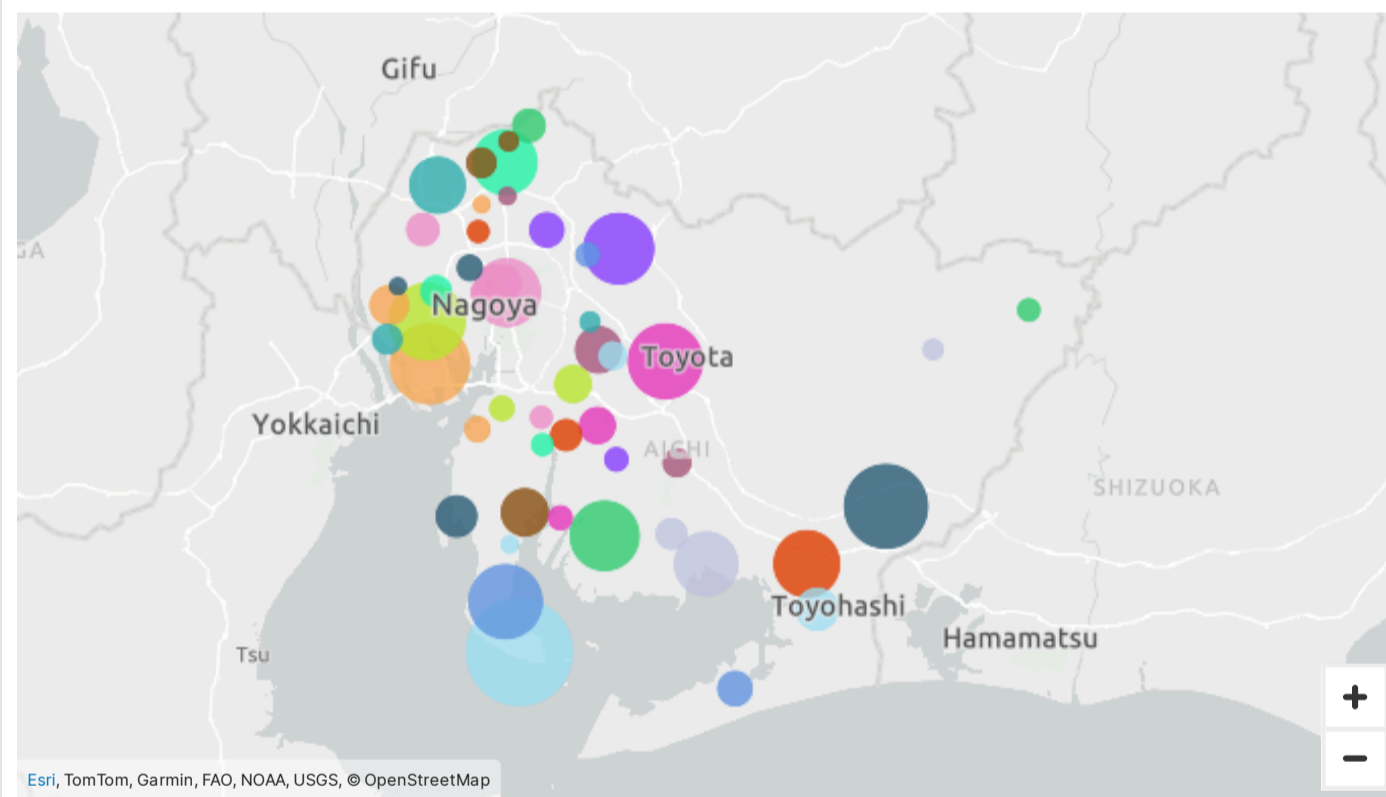 Gifu
GA
Nagoya
Toyota
Yokkaichi
AICHI
SHIZUOKA
Toyohashi
Hamamatsu
Tsu
+
−
Esri, TomTom, Garmin, FAO, NOAA, USGS, © OpenStreetMap